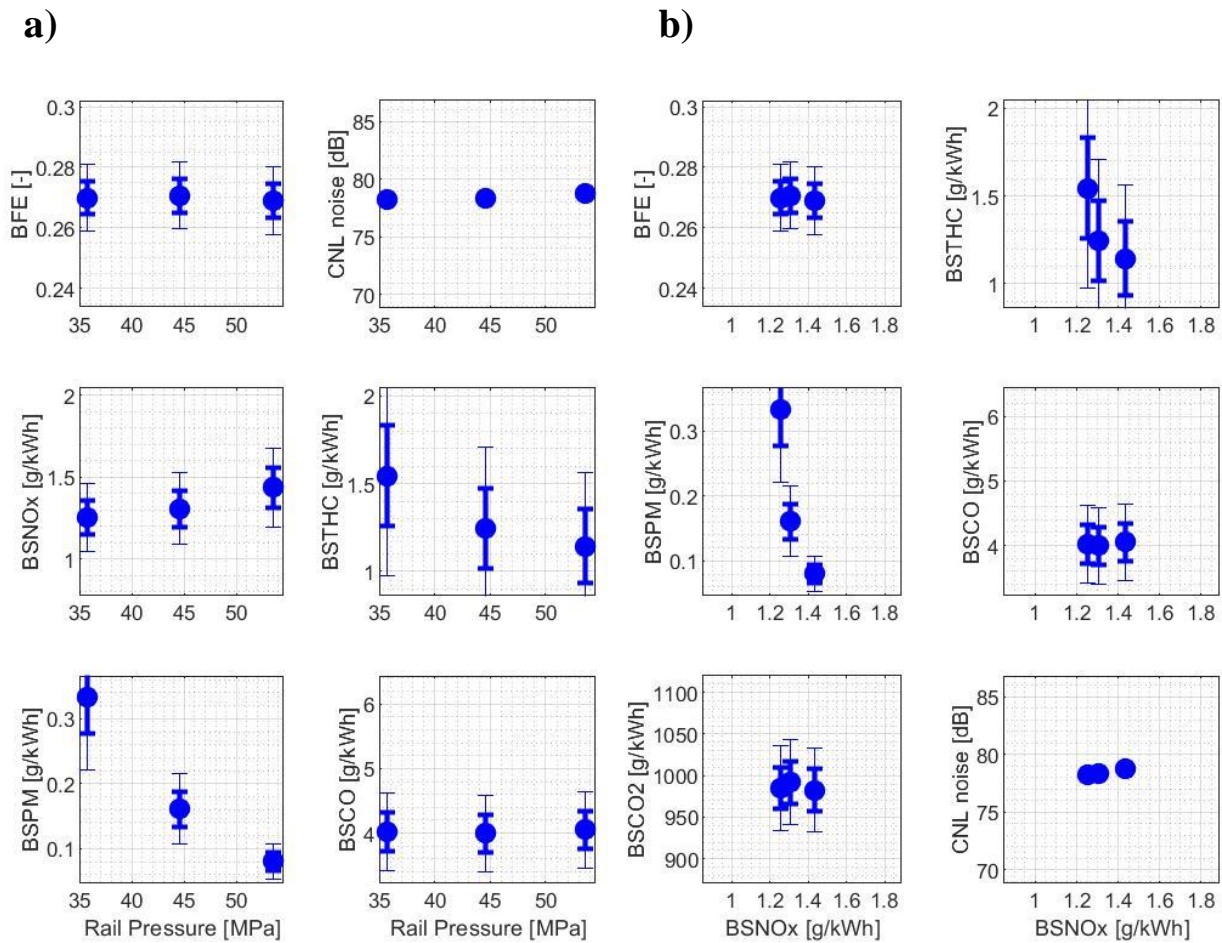 a)
b)
0.3
0.28
0.26
0.24
BFE [-]
35 40 45 50
85
80
75
70
CNL noise [dB]
35 40 45 50
0.3
0.28
0.26
0.24
BFE [-]
1 1.2 1.4 1.6 1.8
2
1.5
1
BSTHC [g/kWh]
1 1.2 1.4 1.6 1.8
2
1.5
1
BSNOx [g/kWh]
35 40 45 50
2
1.5
1
BSTHC [g/kWh]
35 40 45 50
0.3
0.2
0.1
BSPM [g/kWh]
1 1.2 1.4 1.6 1.8
6
5
4
BSCO [g/kWh]
1 1.2 1.4 1.6 1.8
0.3
0.2
0.1
BSPM [g/kWh]
35 40 45 50
Rail Pressure [MPa]
6
5
4
BSCO [g/kWh]
35 40 45 50
Rail Pressure [MPa]
1100
1050
1000
950
900
BSCO2 [g/kWh]
1 1.2 1.4 1.6 1.8
BSNOx [g/kWh]
85
80
75
70
CNL noise [dB]
1 1.2 1.4 1.6 1.8
BSNOx [g/kWh]